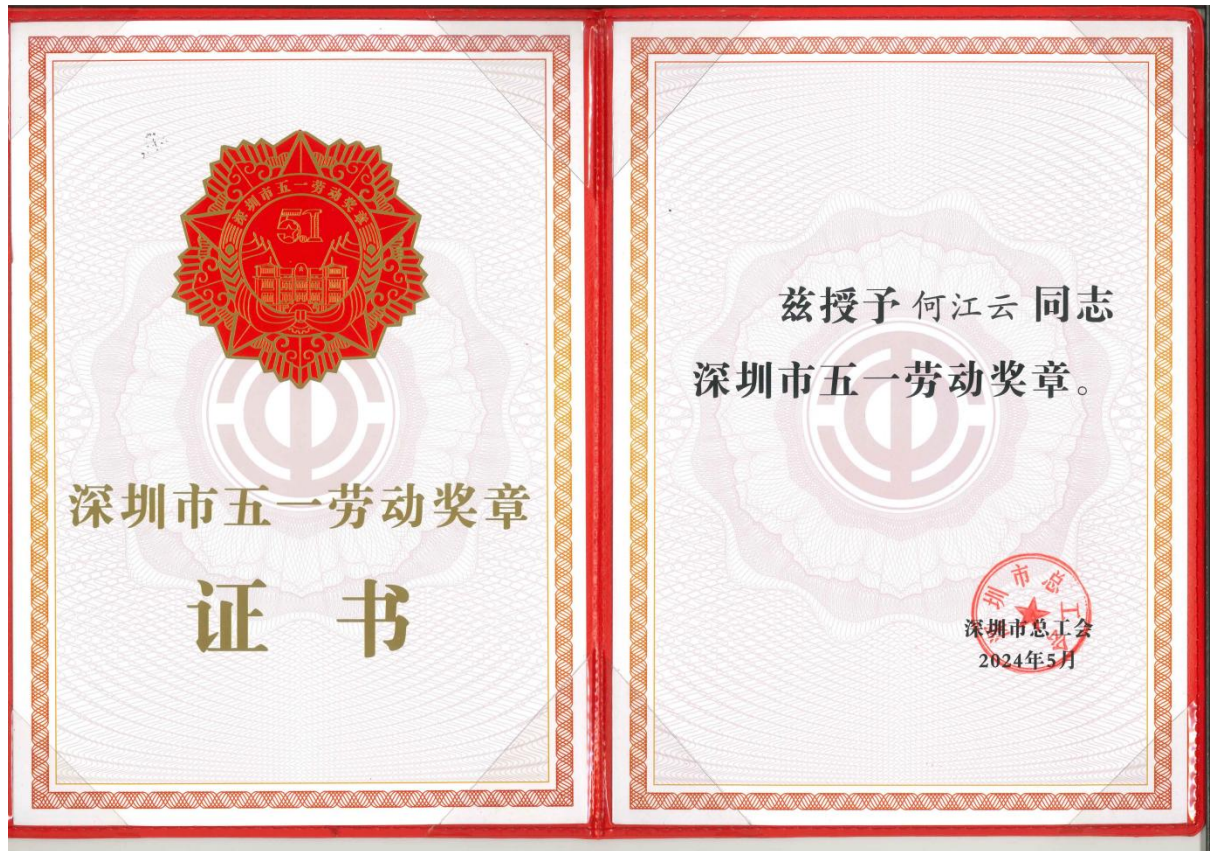 深圳市五一劳动奖章
5.1
深圳市五一劳动奖章
证书
兹授予 何江云 同志
深圳市五一劳动奖章。
深圳市总工会
深圳市总工会
2024年5月